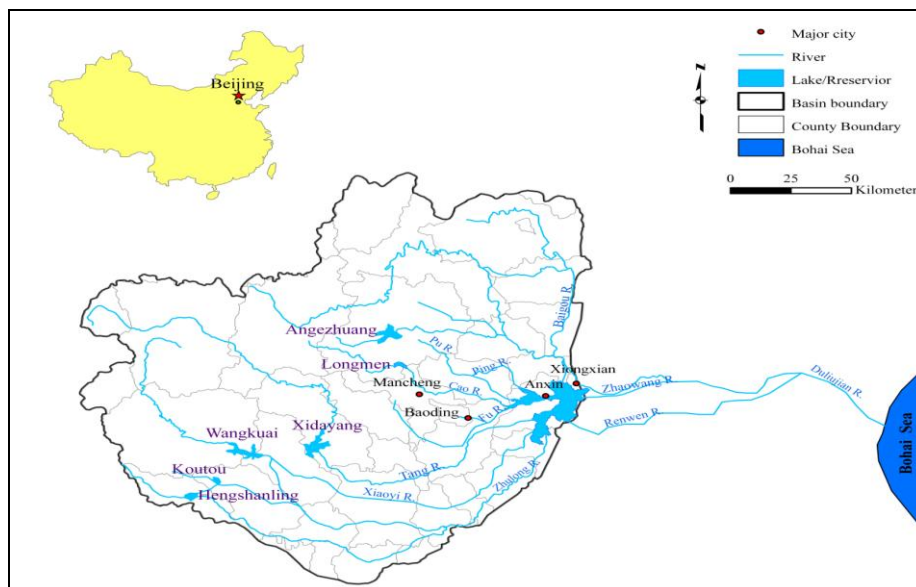 Beijing
N
Major city
River
Lake/Rreservior
Basin boundary
County Boundary
Bohai Sea
0 25 50
Kilometer
Baigou R.
Angezhuang
Pu R.
Longmen
Ping R.
Xiongxian
Mancheng
Cao R.
Anxin
Zhaowang R.
Duliujian R.
Baoding
Fu R.
Renwen R.
Wangkuai
Xidayang
Tang R.
Zhulong R.
Koutou
Xiaoyi R.
Hengshanling
Bohai Sea